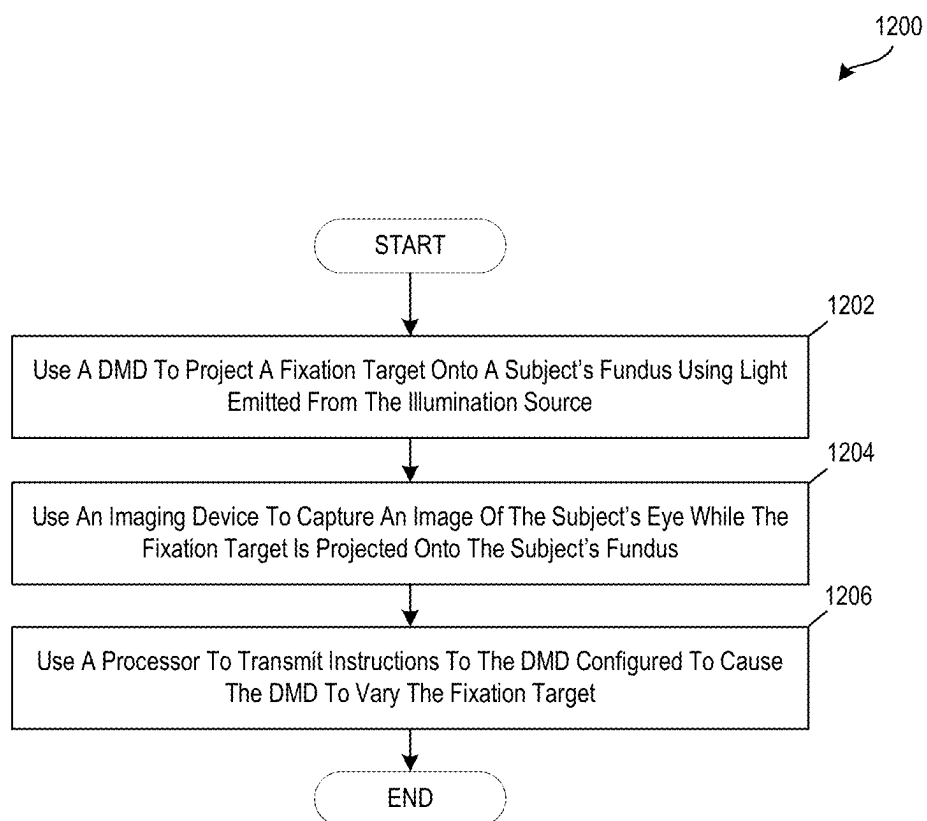 1200
START
1202
Use A DMD To Project A Fixation Target Onto A Subject's Fundus Using Light
Emitted From The Illumination Source
1204
Use An Imaging Device To Capture An Image Of The Subject's Eye While The
Fixation Target Is Projected Onto The Subject's Fundus
1206
Use A Processor To Transmit Instructions To The DMD Configured To Cause
The DMD To Vary The Fixation Target
END